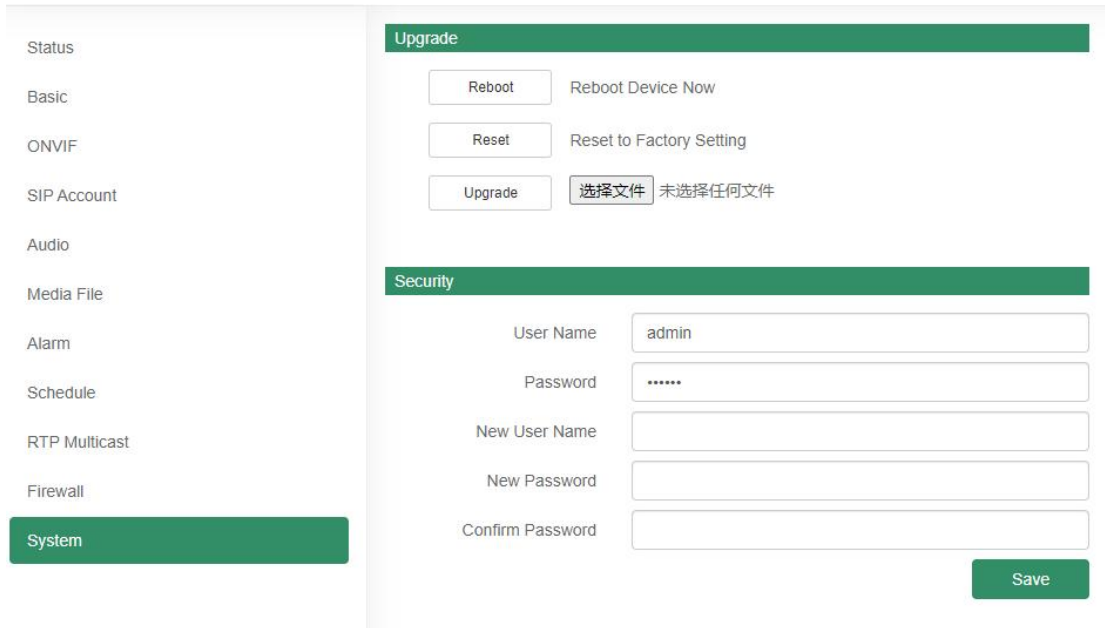 Status
Basic
ONVIF
SIP Account
Audio
Media File
Alarm
Schedule
RTP Multicast
Firewall
System
Upgrade
Reboot Reboot Device Now
Reset Reset to Factory Setting
Upgrade 选择文件 未选择任何文件
Security
User Name admin
Password ······
New User Name
New Password
Confirm Password
Save